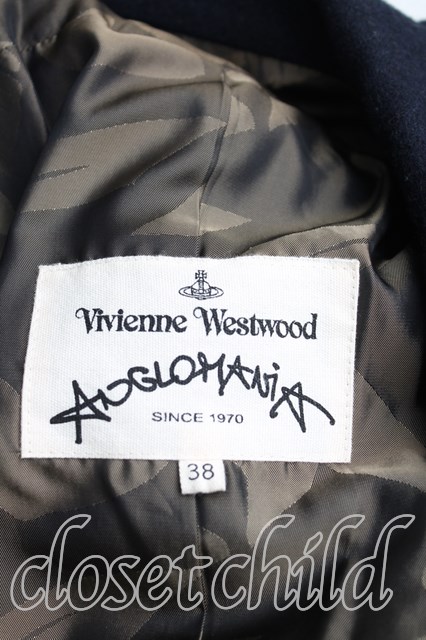 Vivienne Westwood
ANGLOMANiA
SINCE 1970
38
closetchild